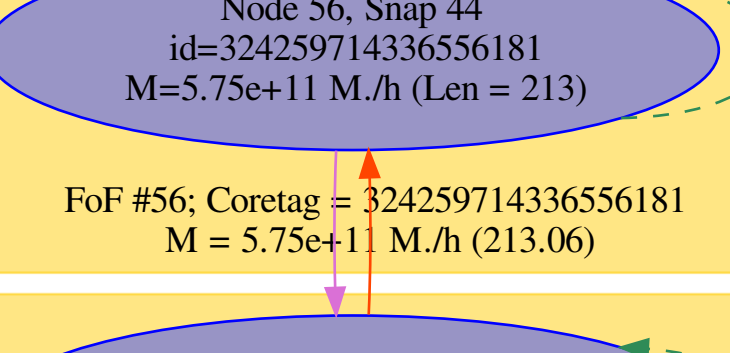 Node 56, Snap 44
id=324259714336556181
M=5.75e+11 M./h (Len = 213)
FoF #56; Coretag = 324259714336556181
M = 5.75e+11 M./h (213.06)